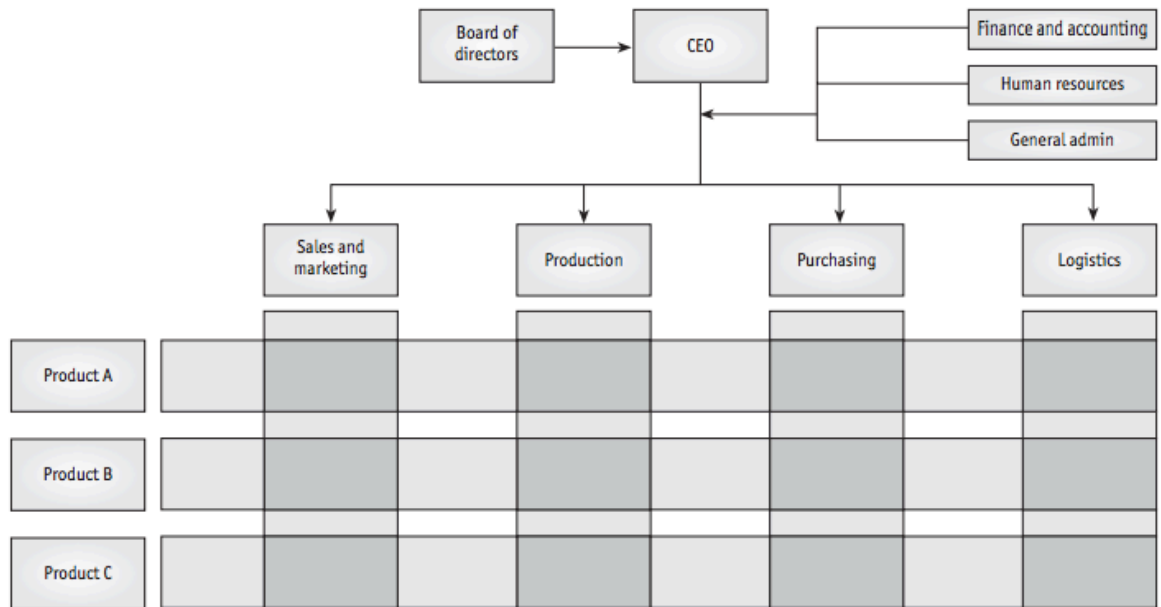 Board of
directors
CEO
Finance and accounting
Human resources
General admin
Sales and
marketing
Production
Purchasing
Logistics
Product A
Product B
Product C